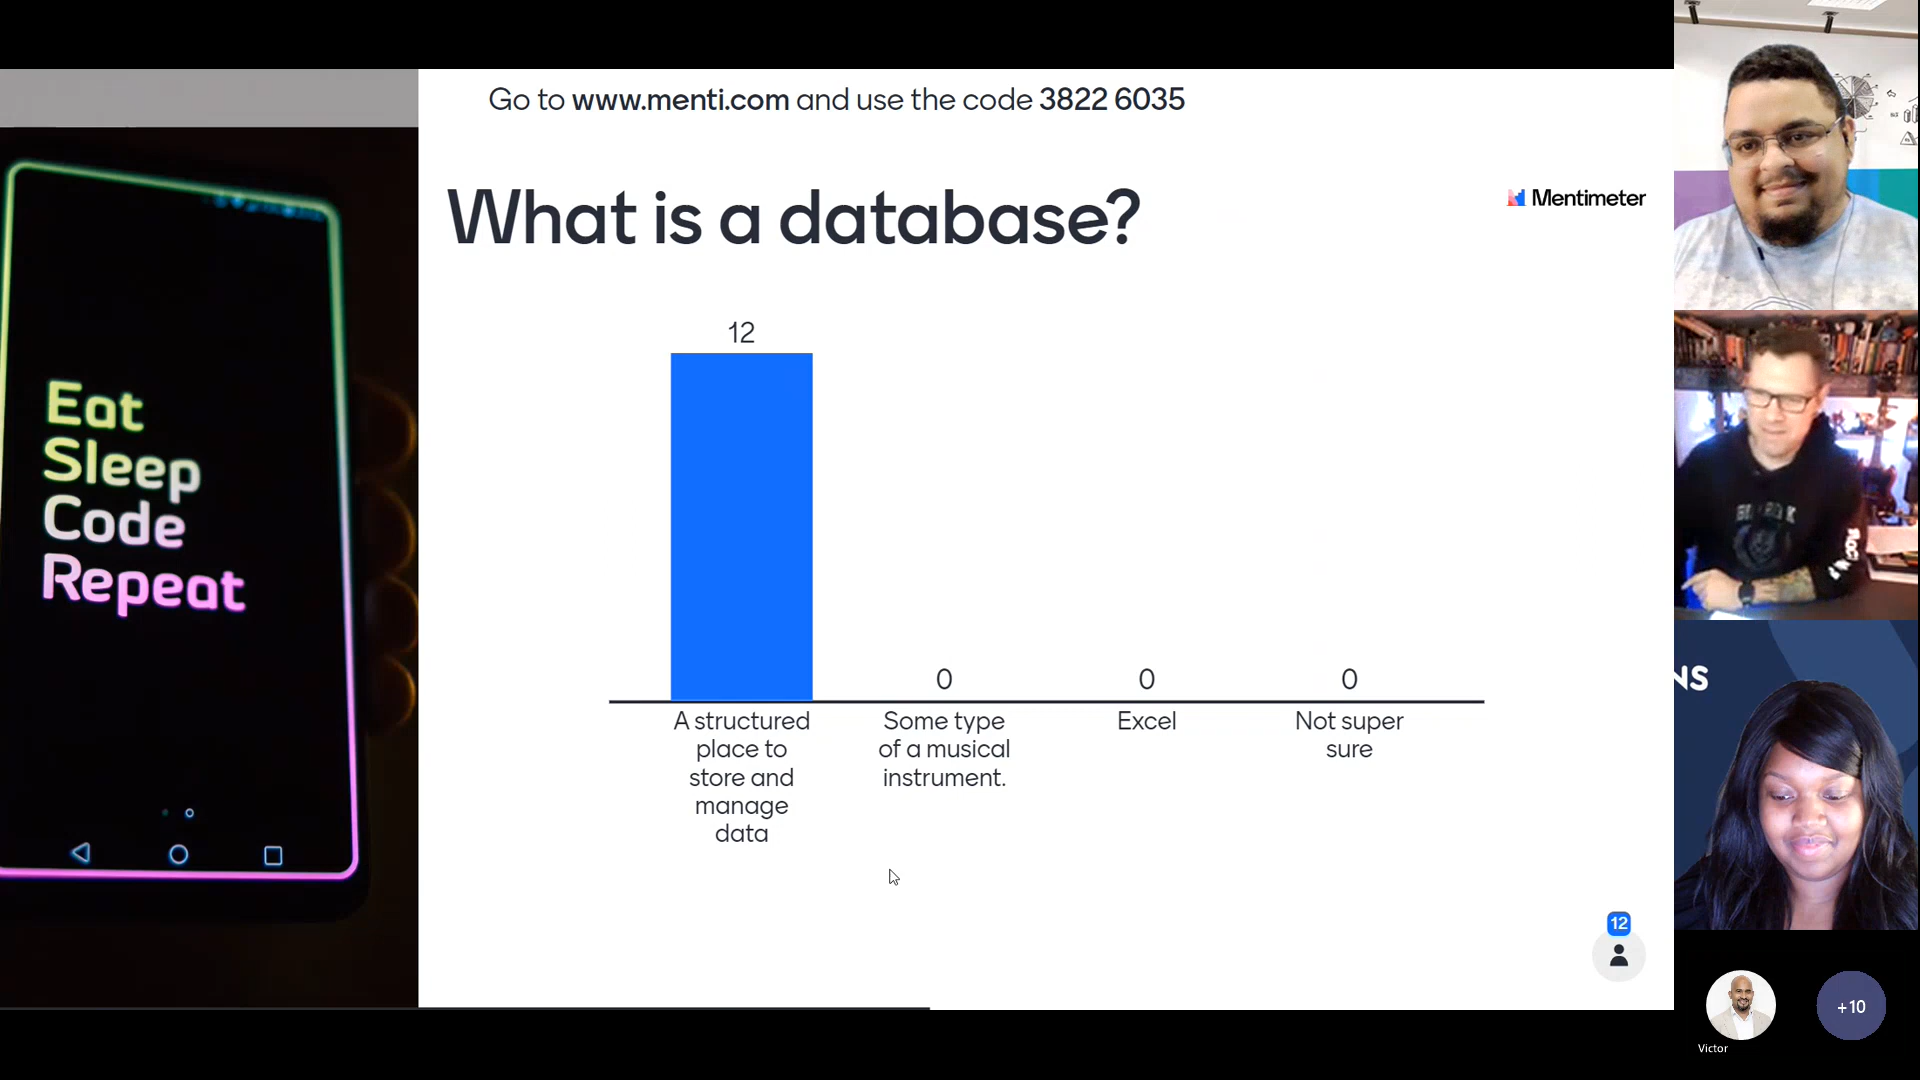 Go to www.menti.com and use the code 3822 6035
What is a database?
Mentimeter
Eat
Sleep
Code
Repeat
12
0
0
0
A structured
place to
store and
manage
data
Some type
of a musical
instrument.
Excel
Not super
sure
12
NS
+10
Victor